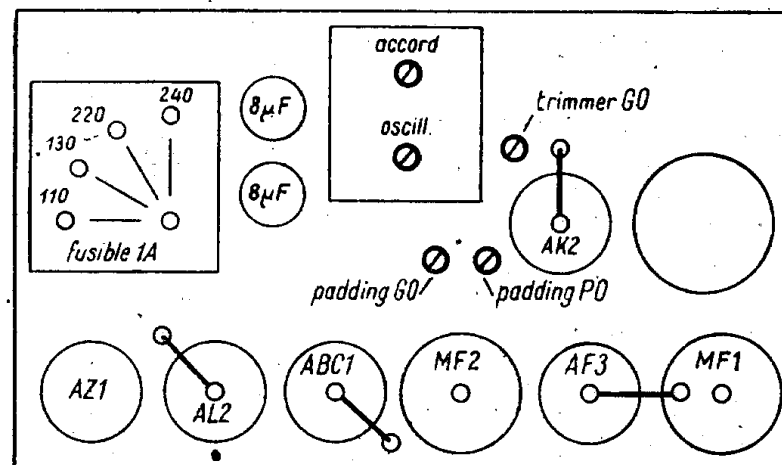 accord
oscill.
240
220
130
110
fusible 1A
8µF
8µF
trimmer GO
AK2
padding GO
padding PO
AZ1
AL2
ABC1
MF2
AF3
MF1